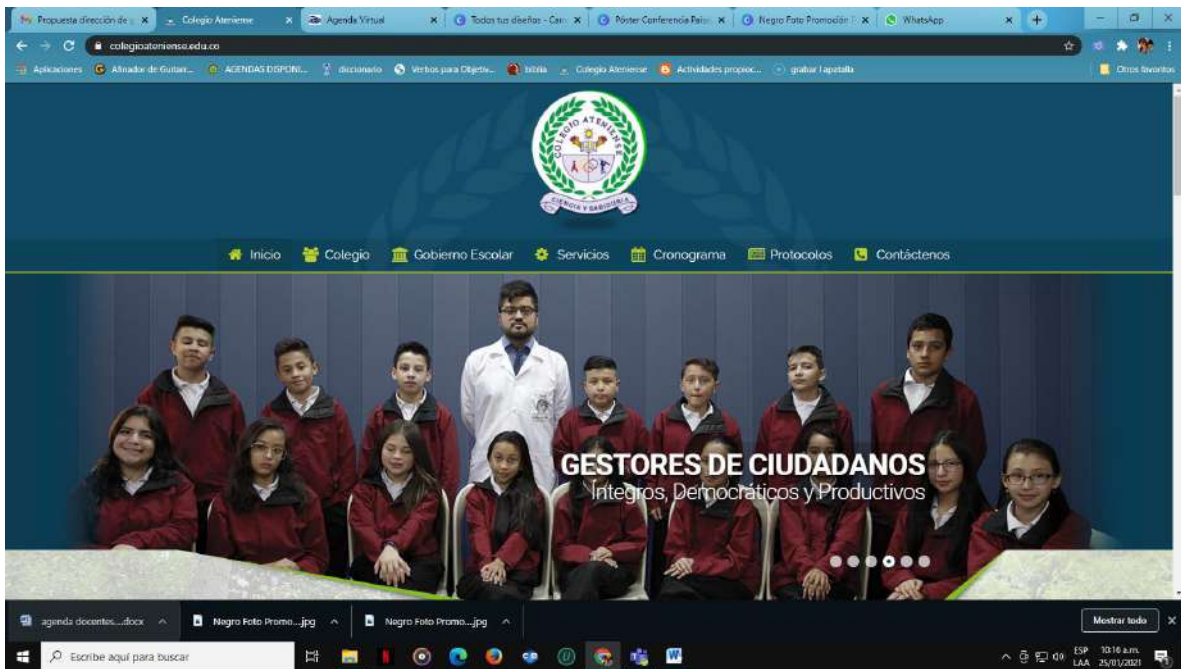 Propuesta dirección de g
Colegio Ateniense
Agenda Virtual
Todos tus diseños - Can
Póster Conferencia Pais
Negro Foto Promoción
WhatsApp
colegioateniense.edu.co
Aplicaciones
Afinador de Guitarr...
AGENDAS DISPONI...
diccionario
Verbos para Objetiv...
biblia
Colegio Ateniense
Actividades propioc...
grabar l apatalla
Otros favoritos
COLEGIO ATENIENSE
CIENCIA Y SABIDURIA
Inicio
Colegio
Gobierno Escolar
Servicios
Cronograma
Protocolos
Contáctenos
GESTORES DE CIUDADANOS
Íntegros, Democráticos y Productivos
agenda docentes....docx
Negro Foto Promo...jpg
Negro Foto Promo...jpg
Mostrar todo
Escribe aquí para buscar
ESP
LAA
10:16 a.m.
25/01/2021